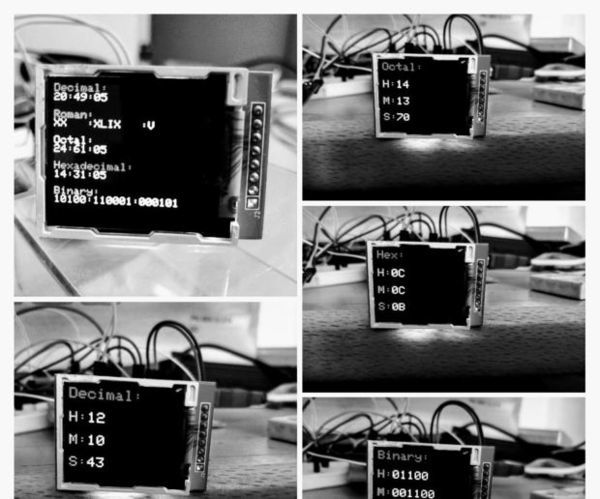 Decimal:
20:49:05
Roman:
XX :XLIX :V
Octal:
24:61:05
Hexadecimal:
14:31:05
Binary:
10100:110001:000101
Decimal:
H:12
M:10
S:43
Octal:
H:14
M:13
S:70
Hex:
H:0C
M:0C
S:0B
Binary:
H:01100
M:001100